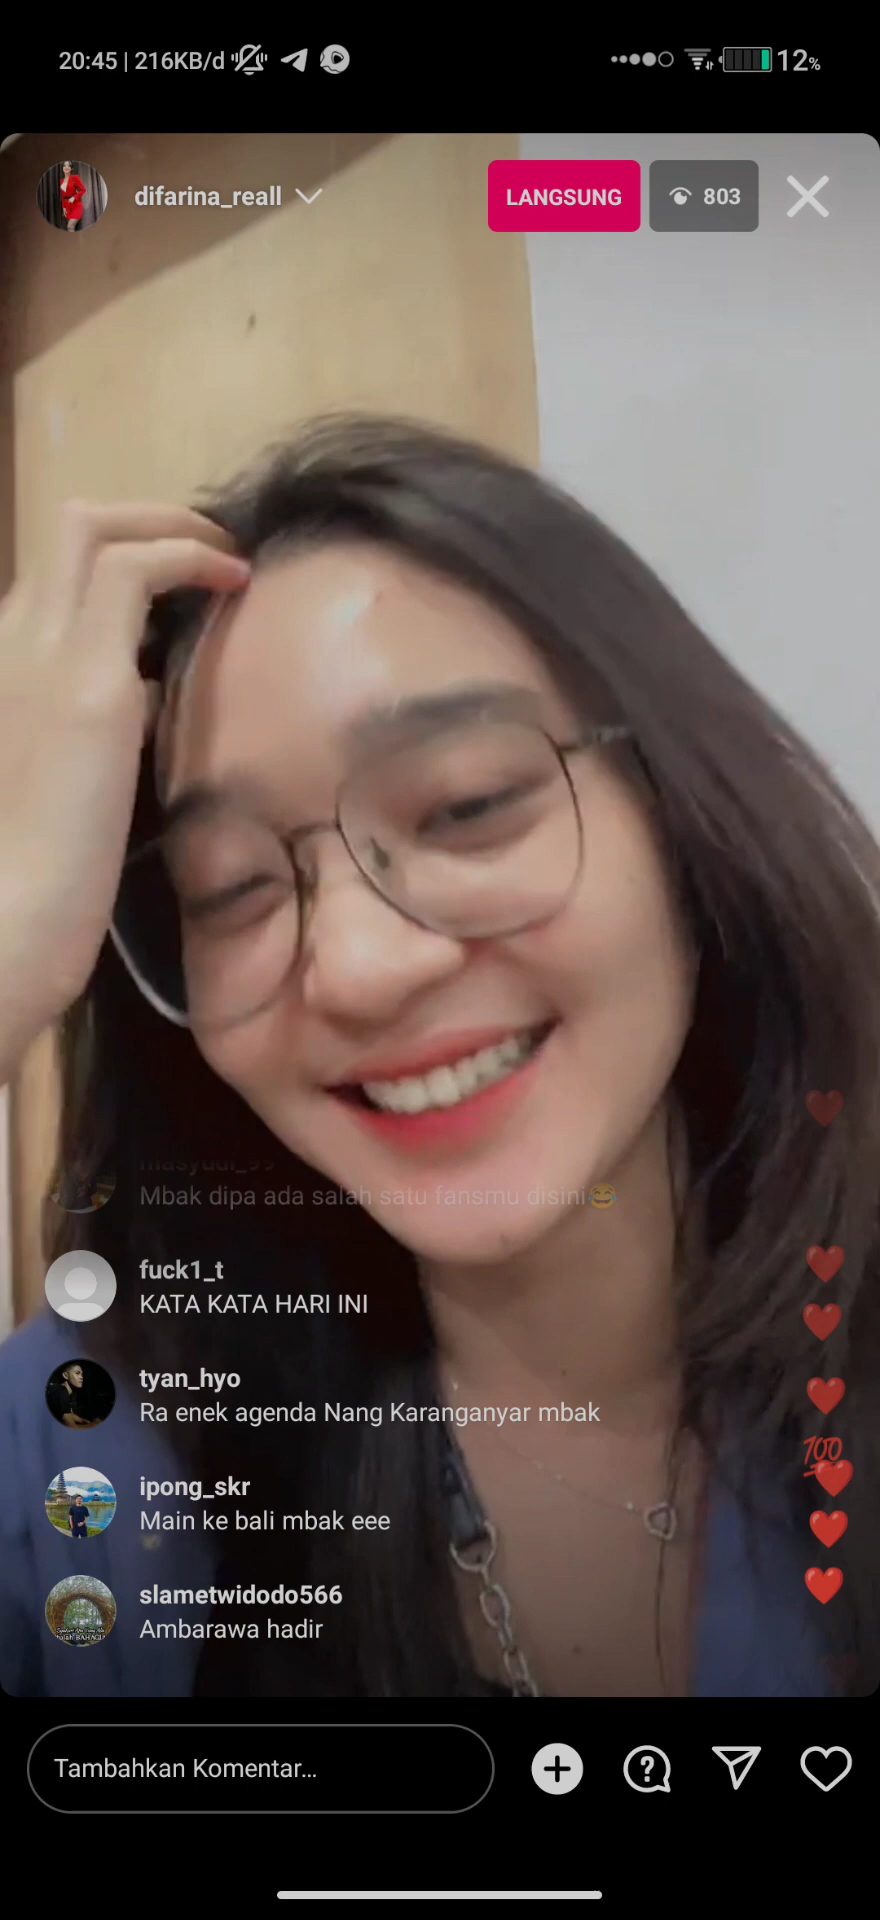 20:45 | 216KB/d
12%
difarina_reall
LANGSUNG
803
masyudi_99
Mbak dipa ada salah satu fansmu disini😂
fuck1_t
KATA KATA HARI INI
tyan_hyo
Ra enek agenda Nang Karanganyar mbak
ipong_skr
Main ke bali mbak eee
slametwidodo566
Ambarawa hadir
💯
Tambahkan Komentar...